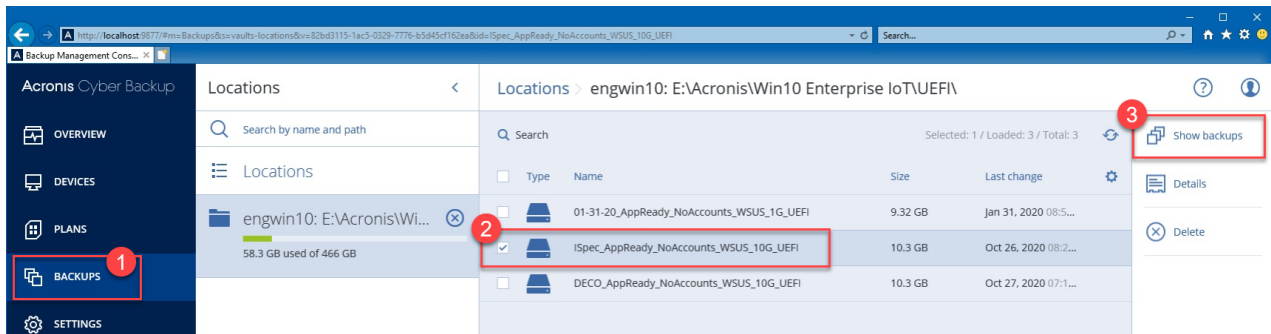 http://localhost:9877/#m=Backups&s=vaults-locations&v=82bd3115-1ac5-0329-7776-b5d45cf162ea&id=ISpec_AppReady_NoAccounts_WSUS_10G_UEFI
Search...
Backup Management Cons...
Acronis Cyber Backup
Locations
Locations > engwin10: E:\Acronis\Win10 Enterprise IoT\UEFI\
3
OVERVIEW
Search by name and path
Search
Selected: 1 / Loaded: 3 / Total: 3
Show backups
DEVICES
Locations
Type Name Size Last change
Details
engwin10: E:\Acronis\Wi...
01-31-20_AppReady_NoAccounts_WSUS_1G_UEFI 9.32 GB Jan 31, 2020 08:5...
PLANS
2
Delete
1
58.3 GB used of 466 GB
ISpec_AppReady_NoAccounts_WSUS_10G_UEFI 10.3 GB Oct 26, 2020 08:2...
BACKUPS
DECO_AppReady_NoAccounts_WSUS_10G_UEFI 10.3 GB Oct 27, 2020 07:1...
SETTINGS